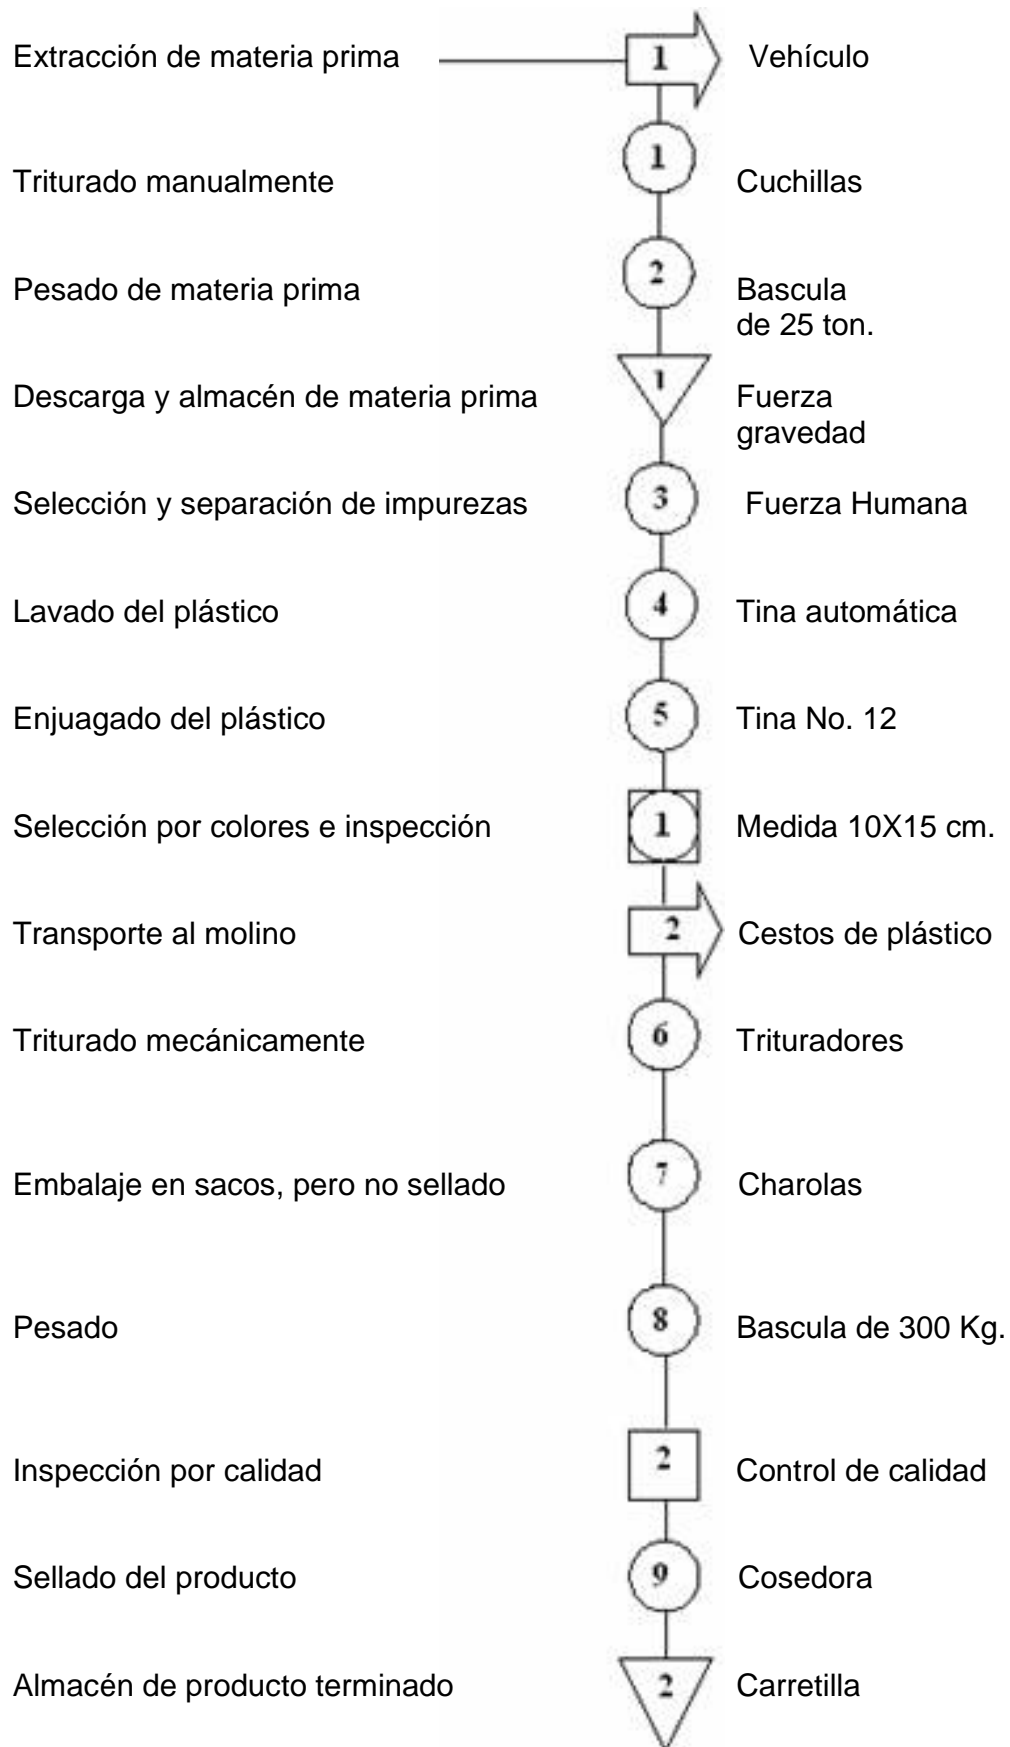 Extracción de materia prima 1 Vehículo
Triturado manualmente 1 Cuchillas
Pesado de materia prima 2 Bascula
de 25 ton.
Descarga y almacén de materia prima 1 Fuerza
gravedad
Selección y separación de impurezas 3 Fuerza Humana
Lavado del plástico 4 Tina automática
Enjuagado del plástico 5 Tina No. 12
Selección por colores e inspección 1 Medida 10X15 cm.
Transporte al molino 2 Cestos de plástico
Triturado mecánicamente 6 Trituradores
Embalaje en sacos, pero no sellado 7 Charolas
Pesado 8 Bascula de 300 Kg.
Inspección por calidad 2 Control de calidad
Sellado del producto 9 Cosedora
Almacén de producto terminado 2 Carretilla